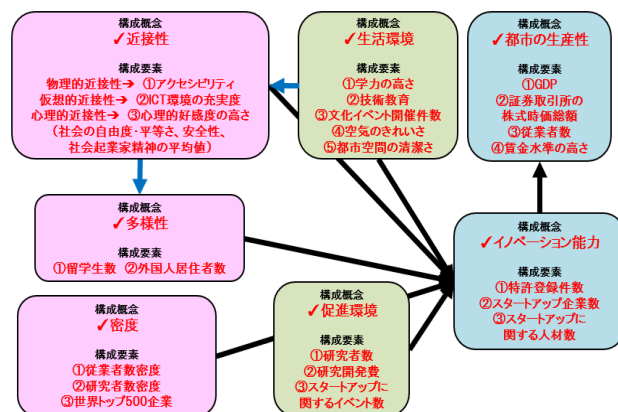 構成概念
✓近接性
構成要素
物理的近接性➔ ①アクセシビリティ
仮想的近接性➔ ②ICT環境の充実度
心理的近接性➔ ③心理的好感度の高さ
（社会の自由度・平等さ、安全性、
社会起業家精神の平均値）
構成概念
✓生活環境
構成要素
①学力の高さ
②技術教育
③文化イベント開催件数
④空気のきれいさ
⑤都市空間の清潔さ
構成概念
✓都市の生産性
構成要素
①GDP
②証券取引所の
株式時価総額
③従業者数
④賃金水準の高さ
構成概念
✓多様性
構成要素
①留学生数 ②外国人居住者数
構成概念
✓イノベーション能力
構成要素
①特許登録件数
②スタートアップ企業数
③スタートアップに
関する人材数
構成概念
✓密度
構成要素
①従業者数密度
②研究者数密度
③世界トップ500企業
構成概念
✓促進環境
構成要素
①研究者数
②研究開発費
③スタートアップに
関するイベント数